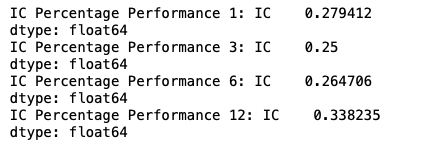 IC Percentage Performance 1: IC    0.279412
dtype: float64
IC Percentage Performance 3: IC    0.25
dtype: float64
IC Percentage Performance 6: IC    0.264706
dtype: float64
IC Percentage Performance 12: IC    0.338235
dtype: float64